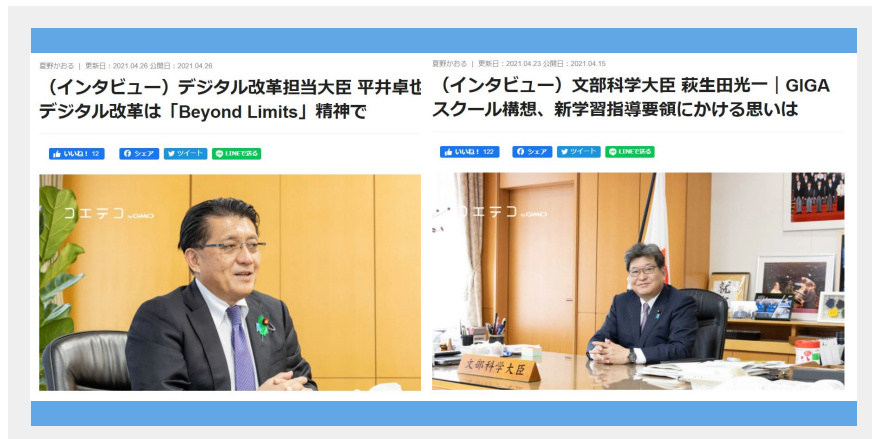 夏野かおる | 更新日：2021.04.26 公開日：2021.04.26
（インタビュー）デジタル改革担当大臣 平井卓也
デジタル改革は「Beyond Limits」精神で
いいね！ 12 シェア ツイート LINEで送る
コエテコ byGMO
夏野かおる | 更新日：2021.04.23 公開日：2021.04.15
（インタビュー）文部科学大臣 萩生田光一｜GIGA
スクール構想、新学習指導要領にかける思いは
いいね！ 122 シェア ツイート LINEで送る
コエテコ byGMO
文部科学大臣